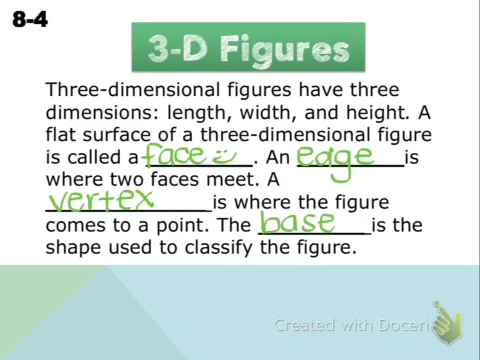 8-4
3-D Figures
Three-dimensional figures have three
dimensions: length, width, and height. A
flat surface of a three-dimensional figure
is called a face. An edge is
where two faces meet. A
vertex is where the figure
comes to a point. The base is the
shape used to classify the figure.
Created with Doceri